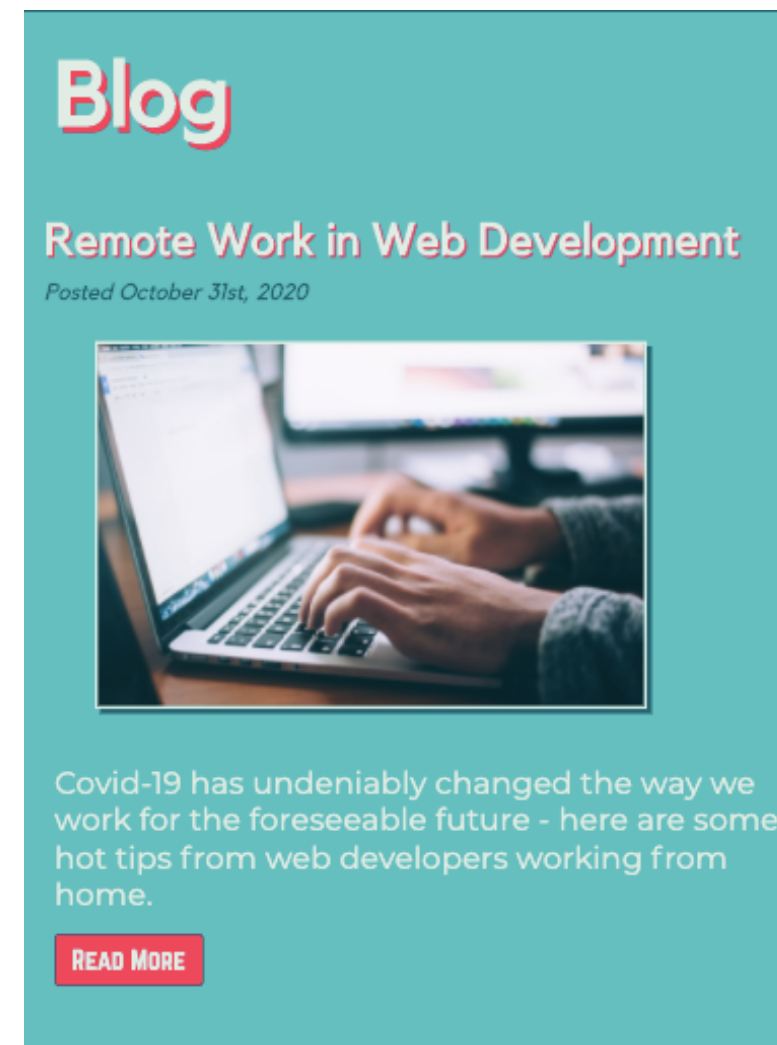 Blog
Remote Work in Web Development
Posted October 31st, 2020
Covid-19 has undeniably changed the way we
work for the foreseeable future - here are some
hot tips from web developers working from
home.
Read More